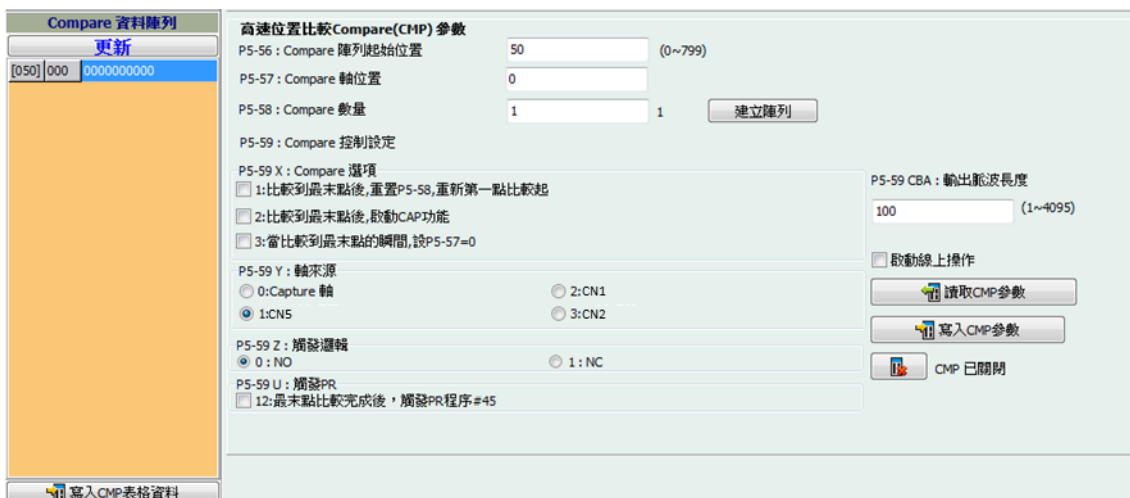 Compare 資料陣列
更新
[050] 000 0000000000
寫入CMP表格資料
高速位置比較Compare(CMP) 參數
P5-56 : Compare 陣列起始位置 50 (0~799)
P5-57 : Compare 軸位置 0
P5-58 : Compare 數量 1 1 建立陣列
P5-59 : Compare 控制設定
P5-59 X : Compare 選項
1:比較到最末點後,重置P5-58,重新第一點比較起
2:比較到最末點後,啟動CAP功能
3:當比較到最末點的瞬間,設P5-57=0
P5-59 Y : 軸來源
0:Capture 軸 2:CN1
1:CN5 3:CN2
P5-59 Z : 觸發邏輯
0 : NO 1 : NC
P5-59 U : 觸發PR
12:最末點比較完成後，觸發PR程序#45
P5-59 CBA : 輸出脈波長度
100 (1~4095)
啟動線上操作
讀取CMP參數
寫入CMP參數
CMP 已關閉